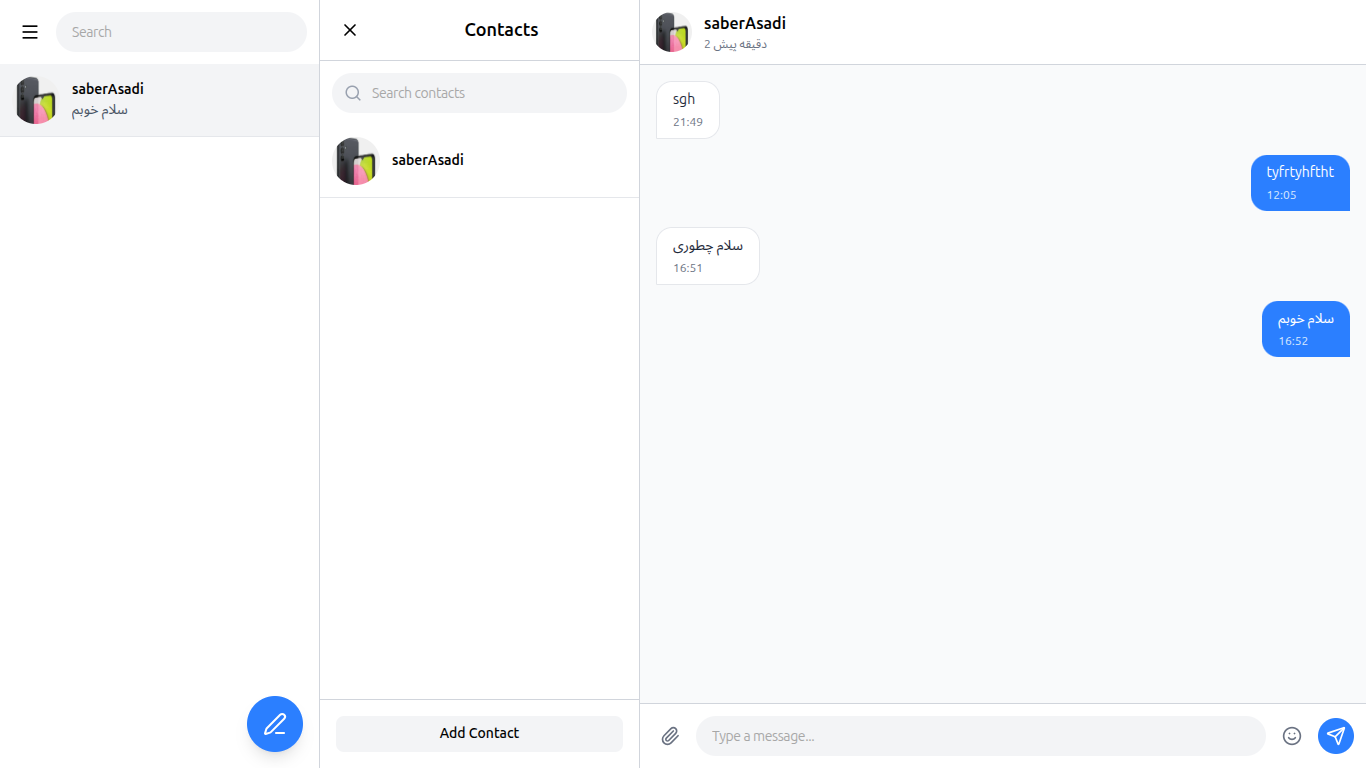 Search
saberAsadi
سلام خوبم
Contacts
Search contacts
saberAsadi
Add Contact
saberAsadi
2 دقیقه پیش
sgh
21:49
tyfrtyhftht
12:05
سلام چطوری
16:51
سلام خوبم
16:52
Type a message...